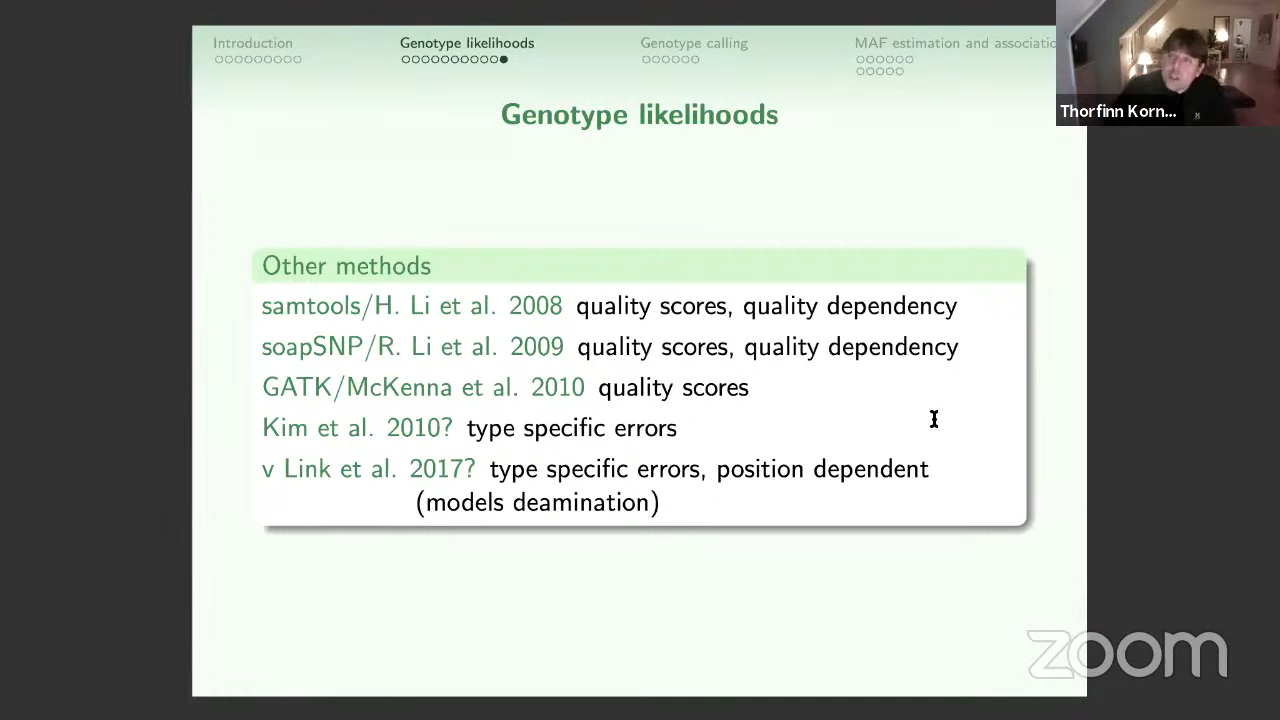 Introduction
Genotype likelihoods
Genotype calling
MAF estimation and associatio
Thorfinn Korn...
Genotype likelihoods
Other methods
samtools/H. Li et al. 2008 quality scores, quality dependency
soapSNP/R. Li et al. 2009 quality scores, quality dependency
GATK/McKenna et al. 2010 quality scores
Kim et al. 2010? type specific errors
v Link et al. 2017? type specific errors, position dependent
(models deamination)
zoom